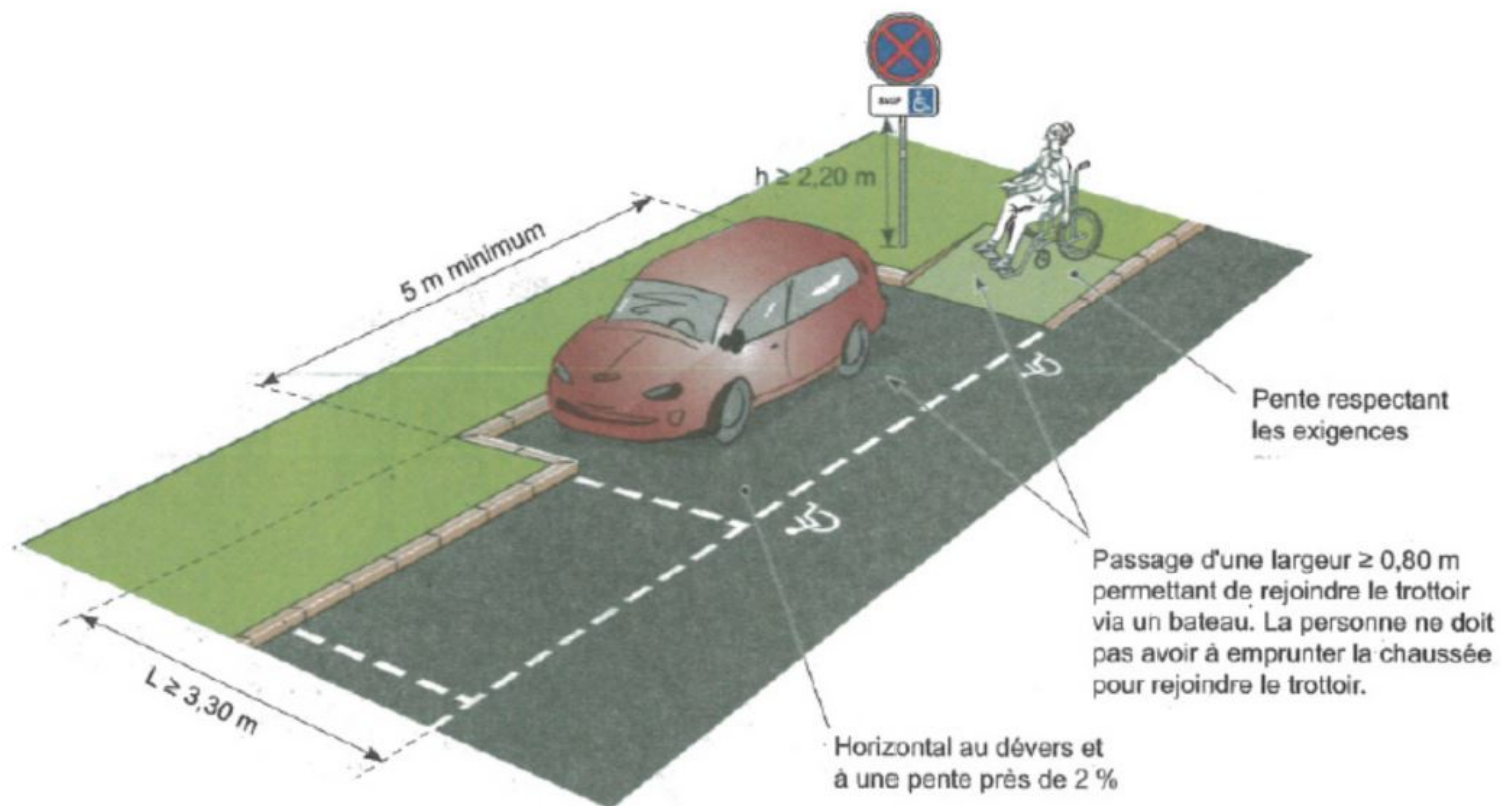 SAUF
h ≥ 2,20 m
5 m minimum
Pente respectant
les exigences
Passage d'une largeur ≥ 0,80 m
permettant de rejoindre le trottoir
via un bateau. La personne ne doit
pas avoir à emprunter la chaussée
pour rejoindre le trottoir.
L ≥ 3,30 m
Horizontal au dévers et
à une pente près de 2 %